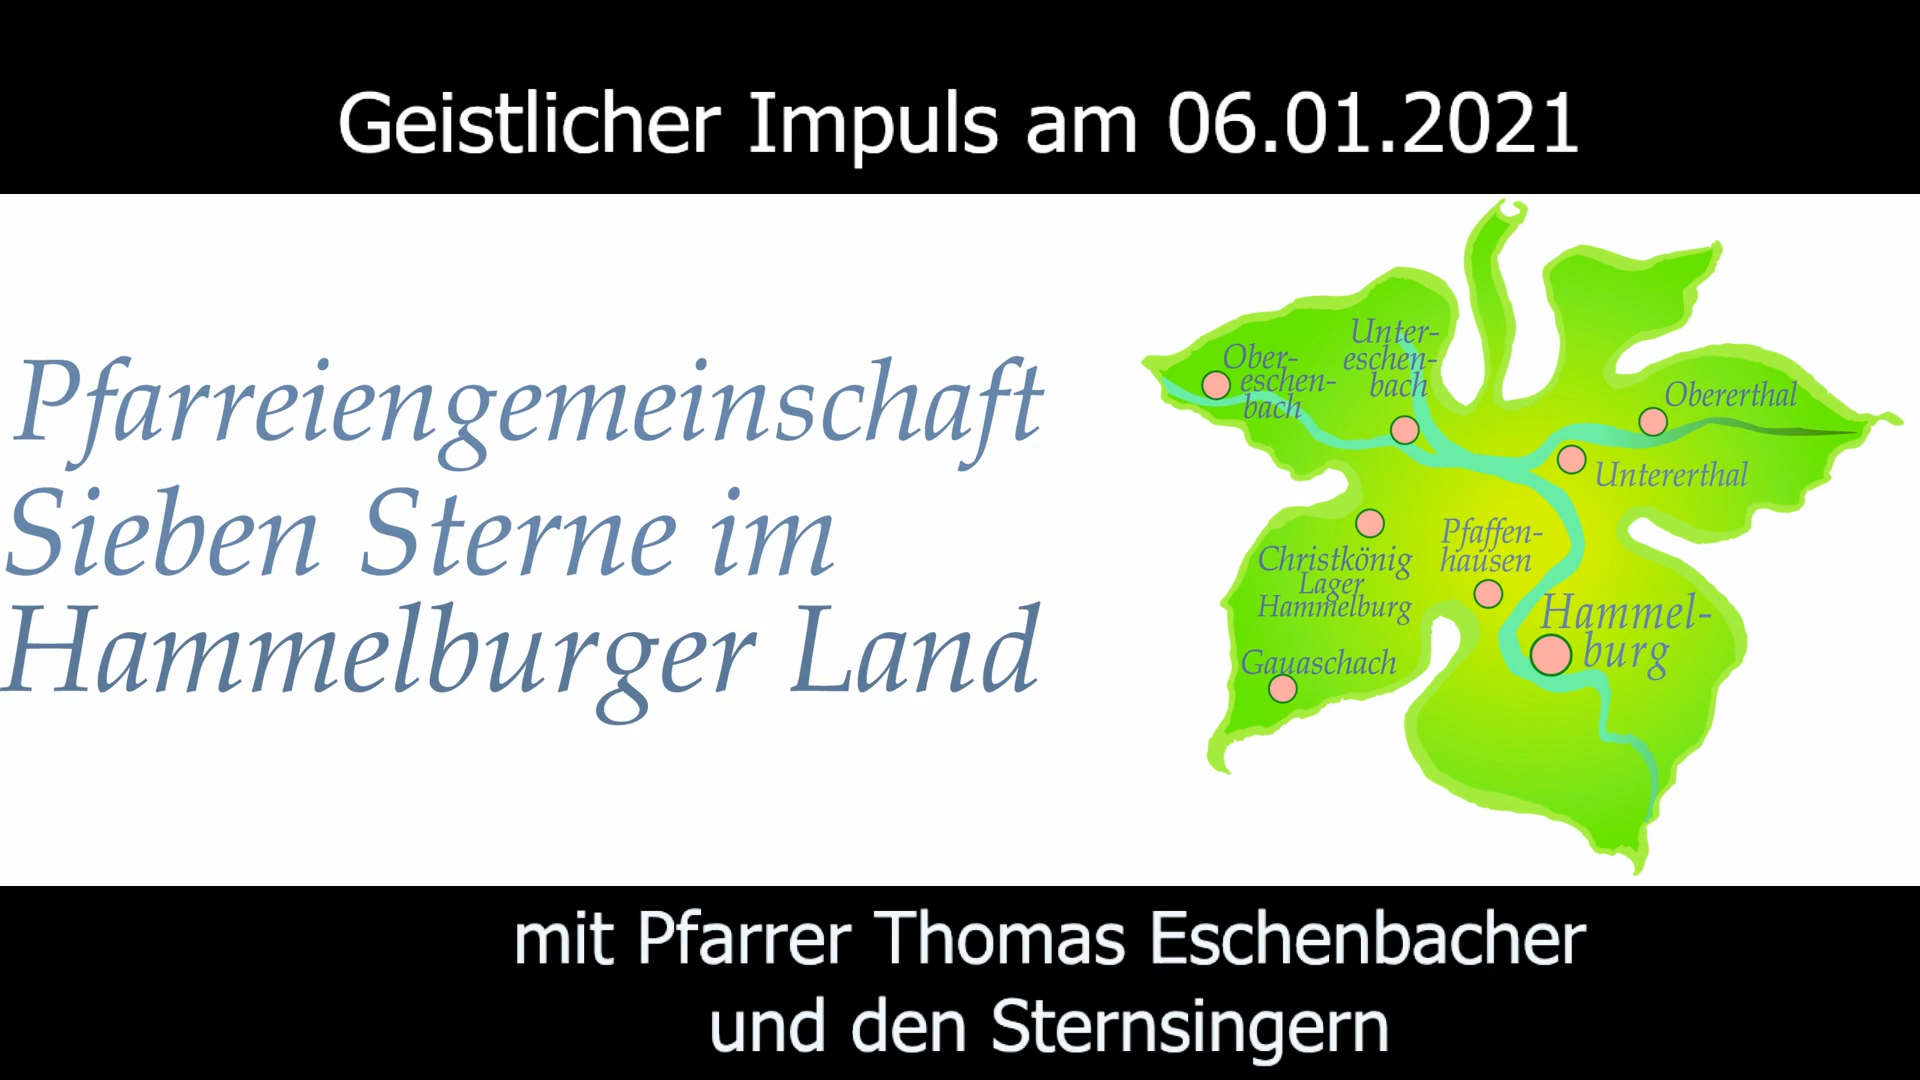 Geistlicher Impuls am 06.01.2021
Pfarreiengemeinschaft
Sieben Sterne im
Hammelburger Land
Ober-
eschen-
bach
Unter-
eschen-
bach
Obererthal
Untererthal
Christkönig
Lager
Hammelburg
Pfaffen-
hausen
Hammel-
burg
Gauaschach
mit Pfarrer Thomas Eschenbacher
und den Sternsingern